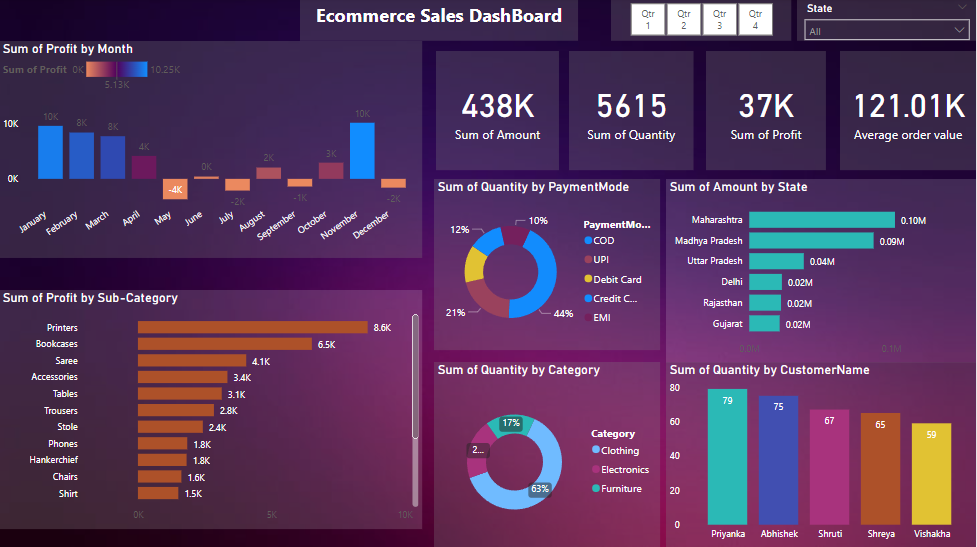 Ecommerce Sales DashBoard
Qtr 1
Qtr 2
Qtr 3
Qtr 4
State
All
Sum of Profit by Month
Sum of Profit 0K 10.25K
5.13K
10K
0K
10K
8K
8K
4K
-4K
0K
-2K
2K
-1K
3K
10K
-2K
January
February
March
April
May
June
July
August
September
October
November
December
438K
Sum of Amount
5615
Sum of Quantity
37K
Sum of Profit
121.01K
Average order value
Sum of Quantity by PaymentMode
10%
12%
21%
44%
PaymentMo...
COD
UPI
Debit Card
Credit C...
EMI
Sum of Amount by State
Maharashtra 0.10M
Madhya Pradesh 0.09M
Uttar Pradesh 0.04M
Delhi 0.02M
Rajasthan 0.02M
Gujarat 0.02M
0.0M 0.1M
Sum of Profit by Sub-Category
Printers 8.6K
Bookcases 6.5K
Saree 4.1K
Accessories 3.4K
Tables 3.1K
Trousers 2.8K
Stole 2.4K
Phones 1.8K
Hankerchief 1.8K
Chairs 1.6K
Shirt 1.5K
0K 5K 10K
Sum of Quantity by Category
17%
2...
63%
Category
Clothing
Electronics
Furniture
Sum of Quantity by CustomerName
80
60
40
20
0
79
75
67
65
59
Priyanka
Abhishek
Shruti
Shreya
Vishakha